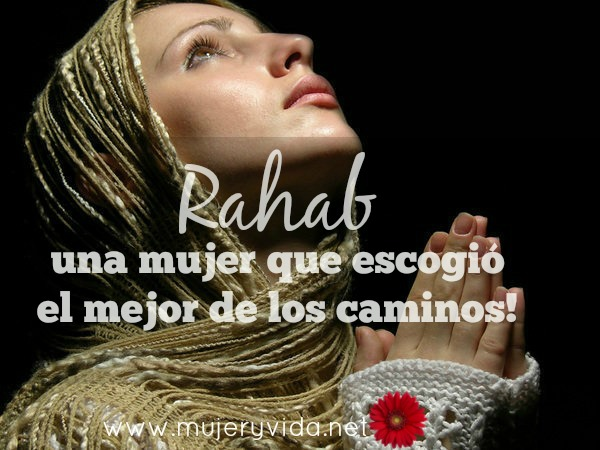 Rahab
una mujer que escogió
el mejor de los caminos!
www.mujeryvida.net